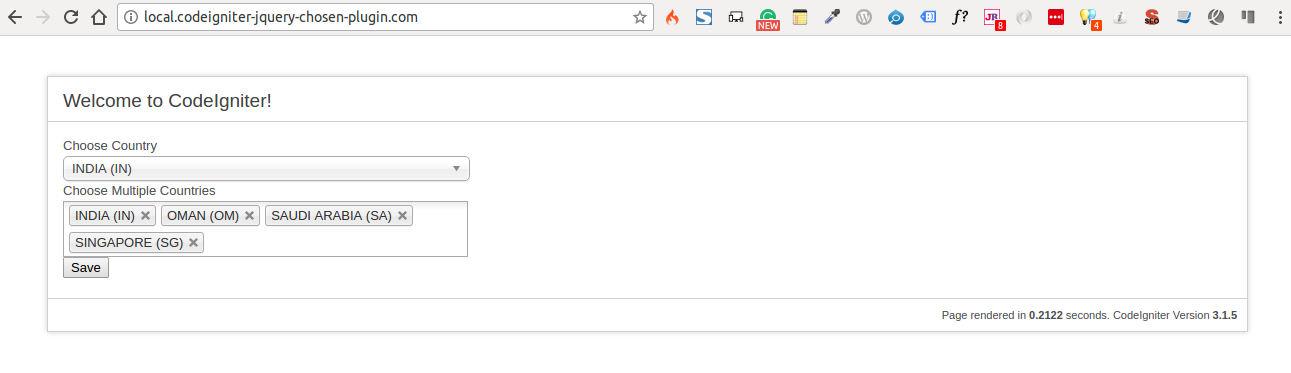 local.codeigniter-jquery-chosen-plugin.com
NEW
f?
JR
8
4
SEO
Welcome to CodeIgniter!
Choose Country
INDIA (IN)
Choose Multiple Countries
INDIA (IN) OMAN (OM) SAUDI ARABIA (SA)
SINGAPORE (SG)
Save
Page rendered in 0.2122 seconds. CodeIgniter Version 3.1.5